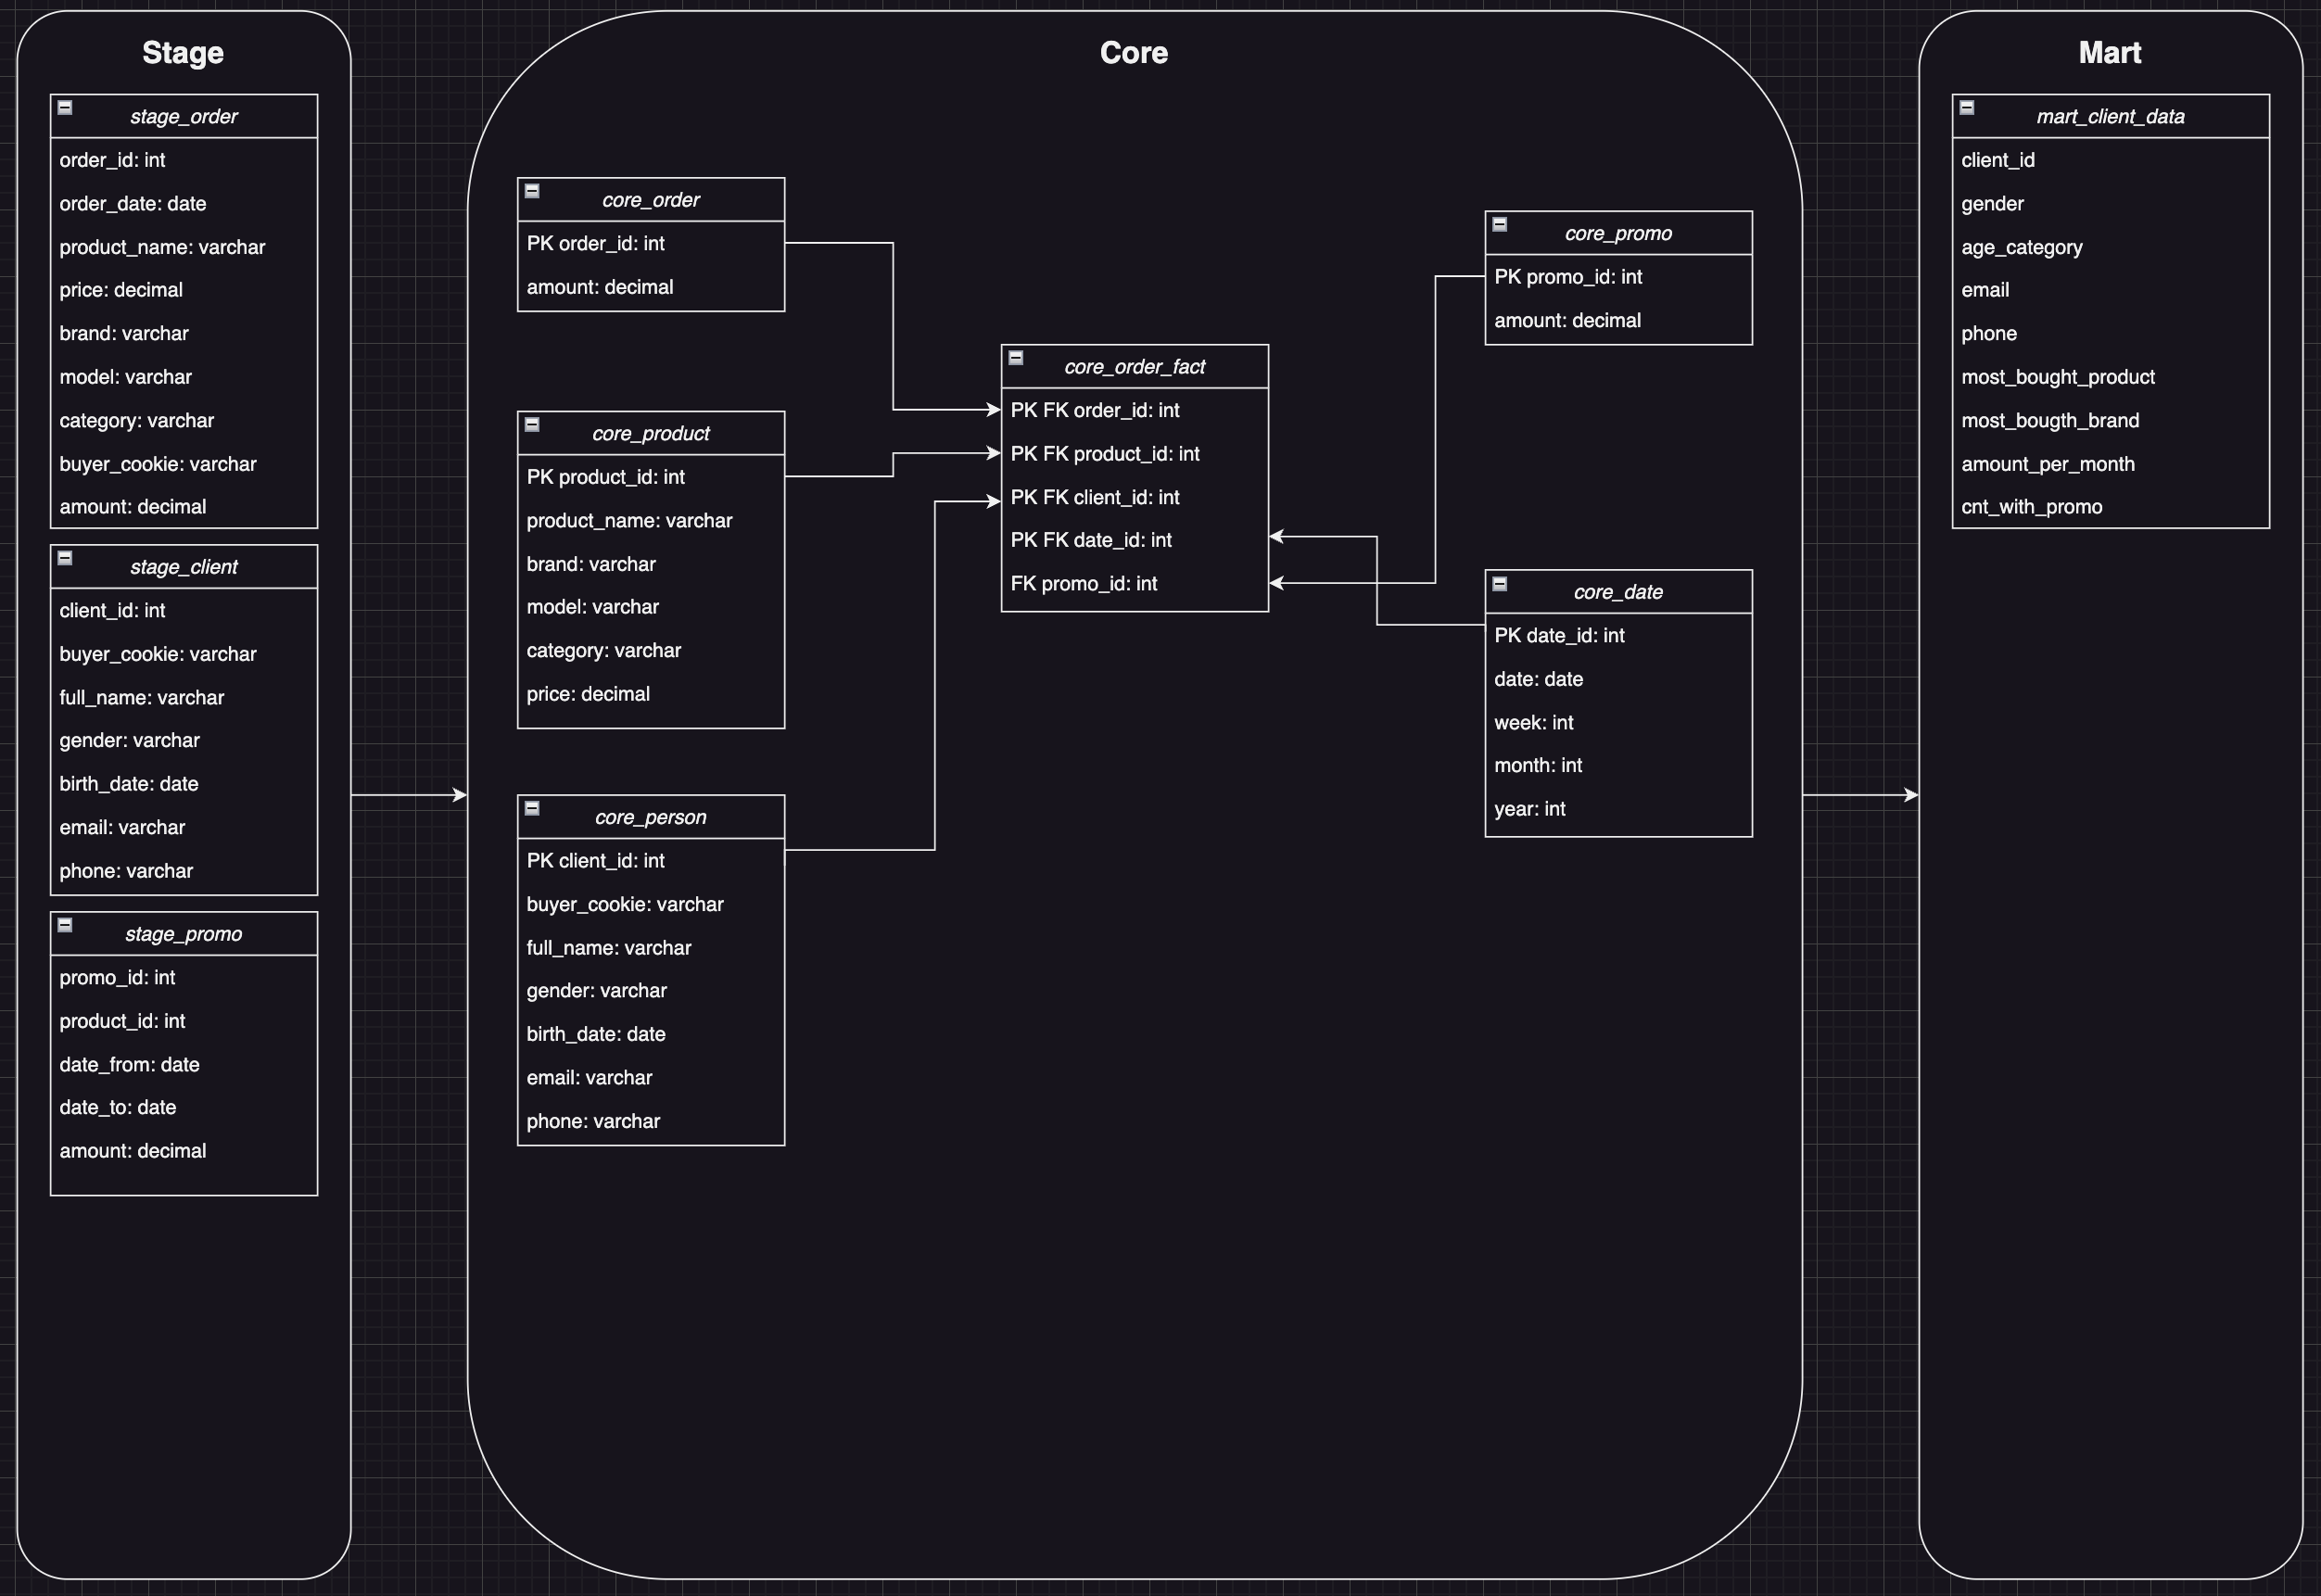 Stage
stage_order
order_id: int
order_date: date
product_name: varchar
price: decimal
brand: varchar
model: varchar
category: varchar
buyer_cookie: varchar
amount: decimal
stage_client
client_id: int
buyer_cookie: varchar
full_name: varchar
gender: varchar
birth_date: date
email: varchar
phone: varchar
stage_promo
promo_id: int
product_id: int
date_from: date
date_to: date
amount: decimal
Core
core_order
PK order_id: int
amount: decimal
core_product
PK product_id: int
product_name: varchar
brand: varchar
model: varchar
category: varchar
price: decimal
core_person
PK client_id: int
buyer_cookie: varchar
full_name: varchar
gender: varchar
birth_date: date
email: varchar
phone: varchar
core_order_fact
PK FK order_id: int
PK FK product_id: int
PK FK client_id: int
PK FK date_id: int
FK promo_id: int
core_promo
PK promo_id: int
amount: decimal
core_date
PK date_id: int
date: date
week: int
month: int
year: int
Mart
mart_client_data
client_id
gender
age_category
email
phone
most_bought_product
most_bougth_brand
amount_per_month
cnt_with_promo